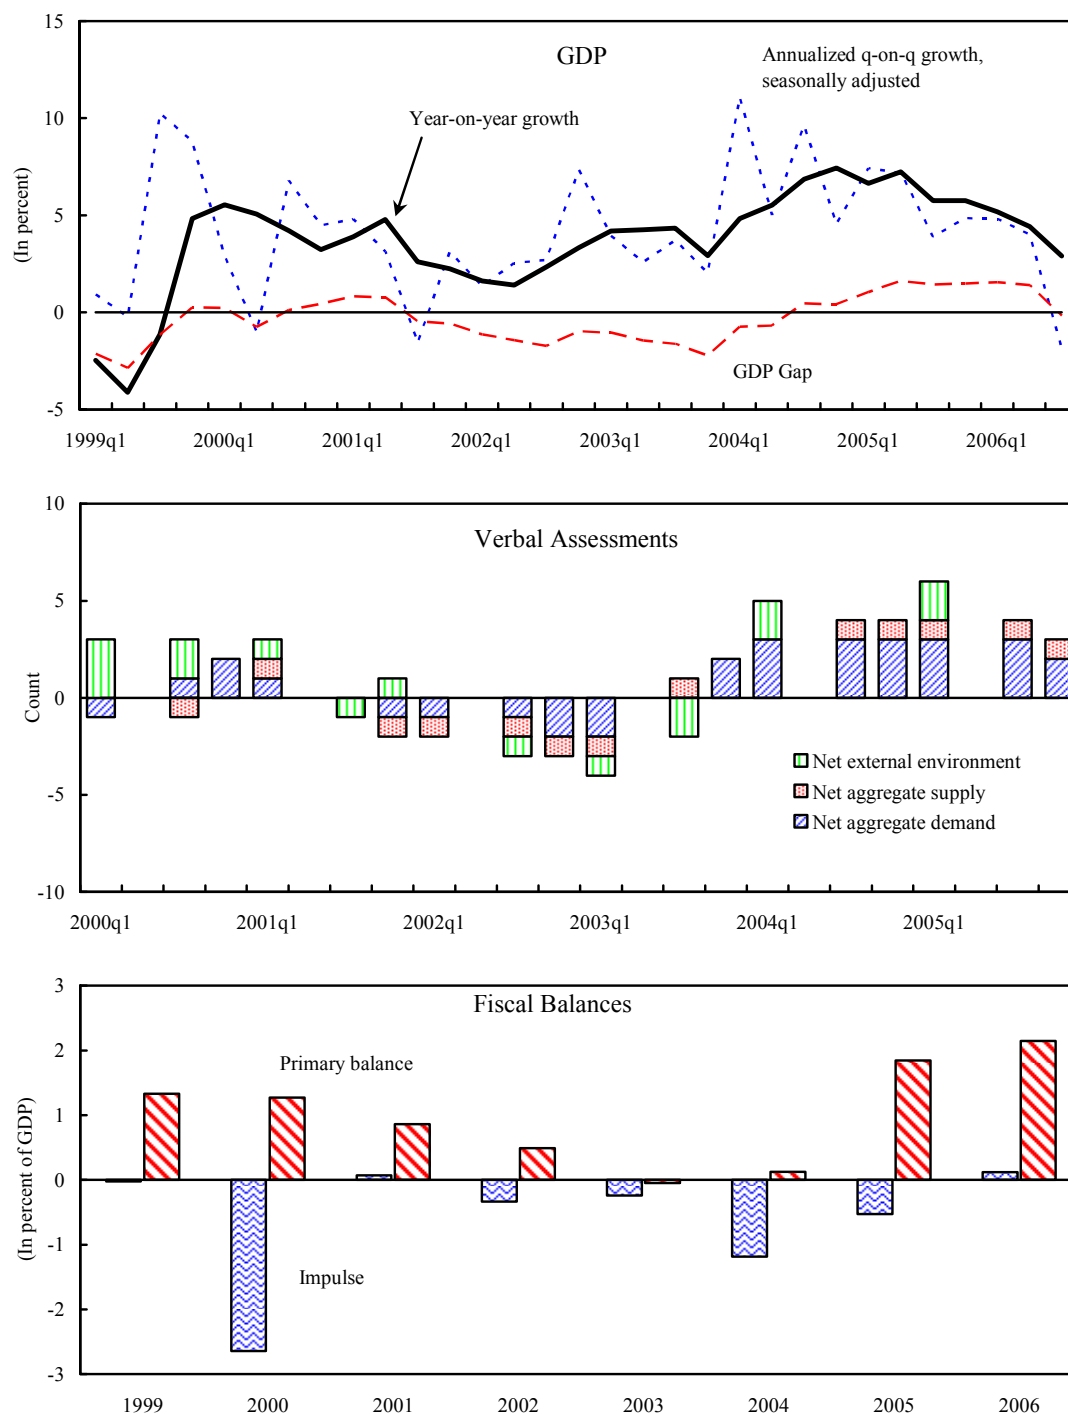 GDP
Annualized q-on-q growth,
seasonally adjusted
Year-on-year growth
GDP Gap
(In percent)
15
10
5
0
-5
1999q1 2000q1 2001q1 2002q1 2003q1 2004q1 2005q1 2006q1
Verbal Assessments
Count
10
5
0
-5
-10
Net external environment
Net aggregate supply
Net aggregate demand
2000q1 2001q1 2002q1 2003q1 2004q1 2005q1
Fiscal Balances
Primary balance
Impulse
(In percent of GDP)
3
2
1
0
-1
-2
-3
1999 2000 2001 2002 2003 2004 2005 2006